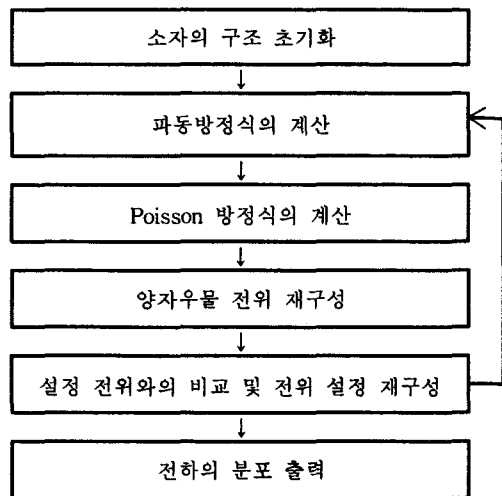 소자의 구조 초기화
파동방정식의 계산
Poisson 방정식의 계산
양자우물 전위 재구성
설정 전위와의 비교 및 전위 설정 재구성
전하의 분포 출력